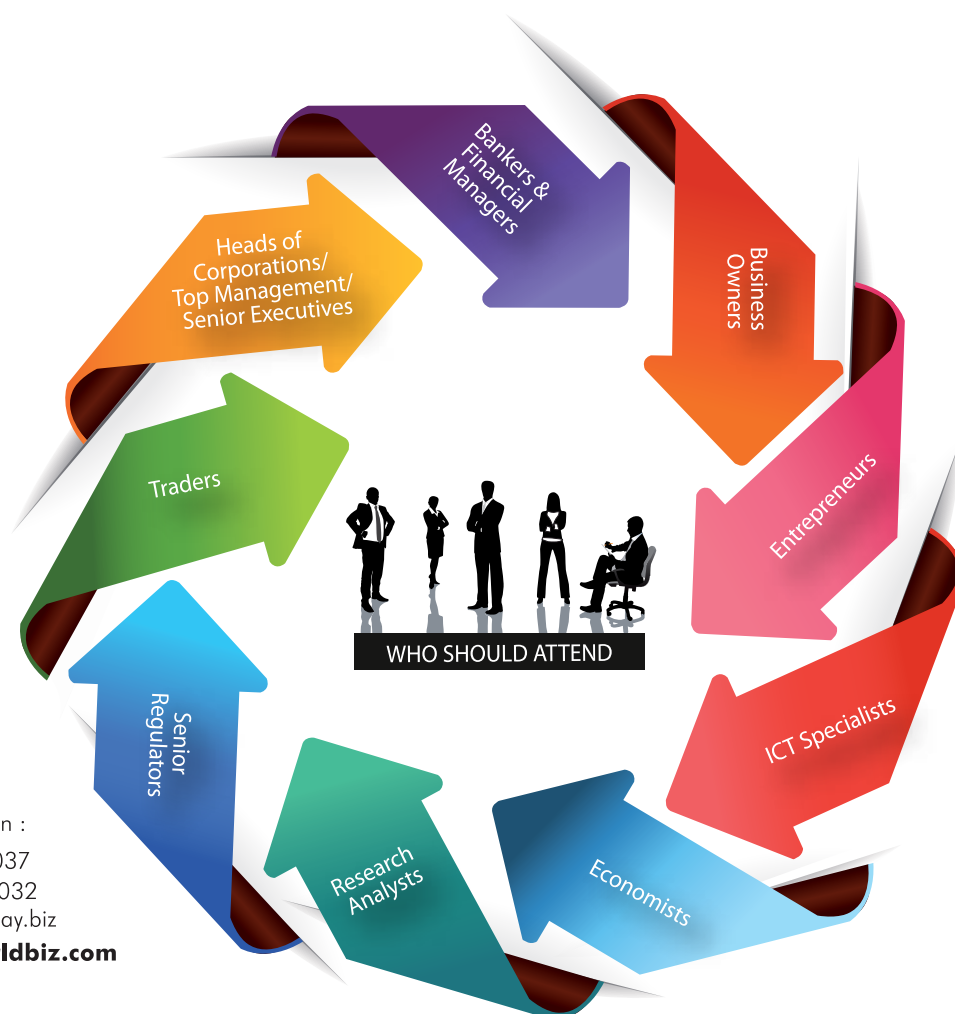 Bankers &
Financial
Managers
Business
Owners
Entrepreneurs
ICT Specialists
Economists
Research
Analysts
Senior
Regulators
Traders
Heads of
Corporations/
Top Management/
Senior Executives
WHO SHOULD ATTEND
n :
037
032
ay.biz
ldbiz.com